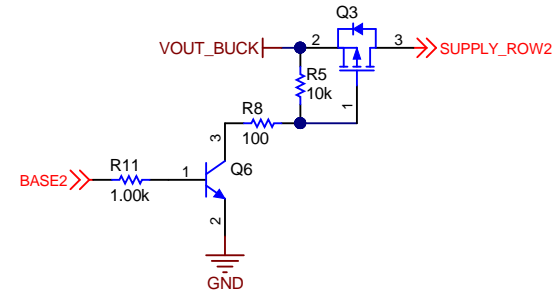 Q3
VOUT_BUCK
2
3
SUPPLY_ROW2
R5
10k
1
R8
100
3
R11
1.00k
1
Q6
BASE2
2
GND